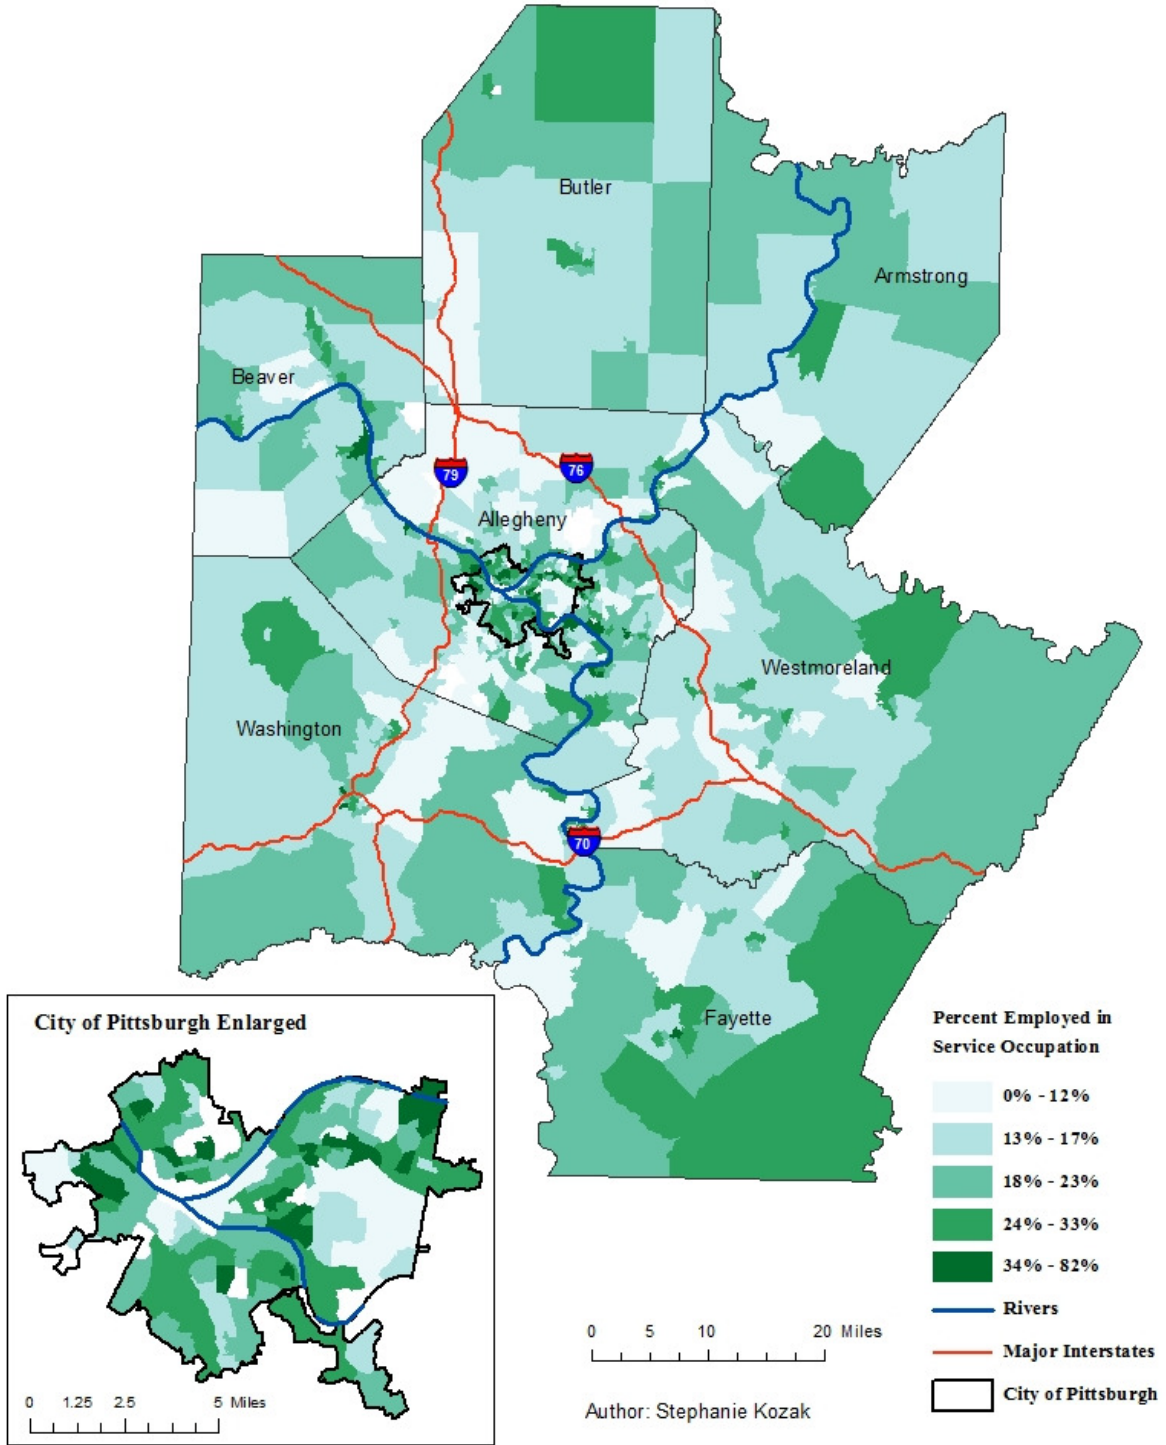 Butler
Armstrong
Beaver
79
76
Allegheny
Westmoreland
Washington
70
Fayette
City of Pittsburgh Enlarged
0 1.25 2.5 5 Miles
Percent Employed in
Service Occupation
0% - 12%
13% - 17%
18% - 23%
24% - 33%
34% - 82%
Rivers
Major Interstates
City of Pittsburgh
0 5 10 20 Miles
Author: Stephanie Kozak